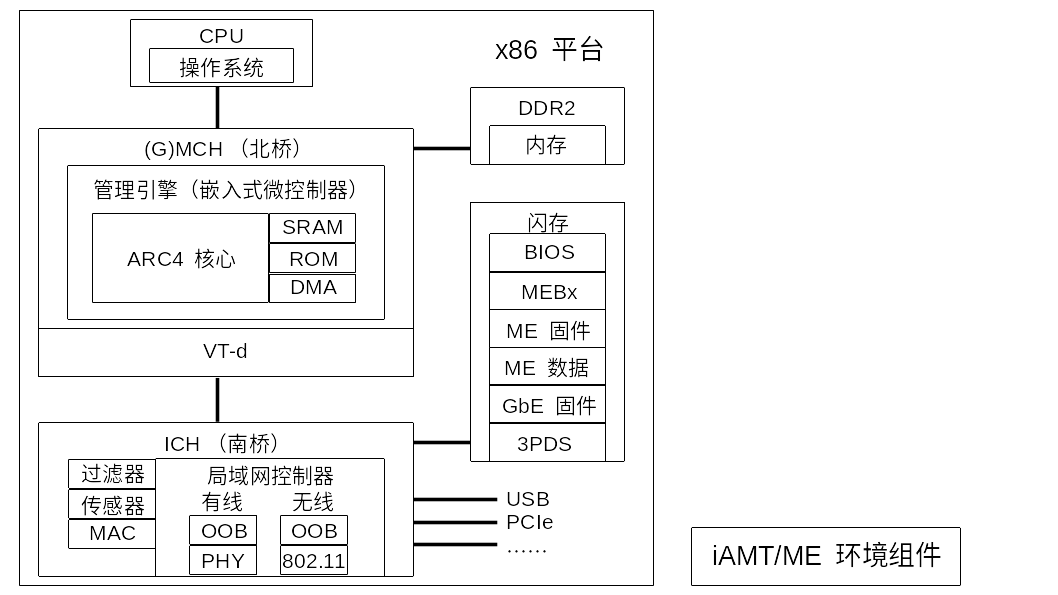 CPU
操作系统
x86 平台
DDR2
内存
(G)MCH（北桥）
管理引擎（嵌入式微控制器）
ARC4 核心
SRAM
ROM
DMA
VT-d
闪存
BIOS
MEBx
ME 固件
ME 数据
GbE 固件
3PDS
ICH（南桥）
过滤器
传感器
MAC
局域网控制器
有线
无线
OOB
OOB
PHY
802.11
USB
PCIe
……
iAMT/ME 环境组件